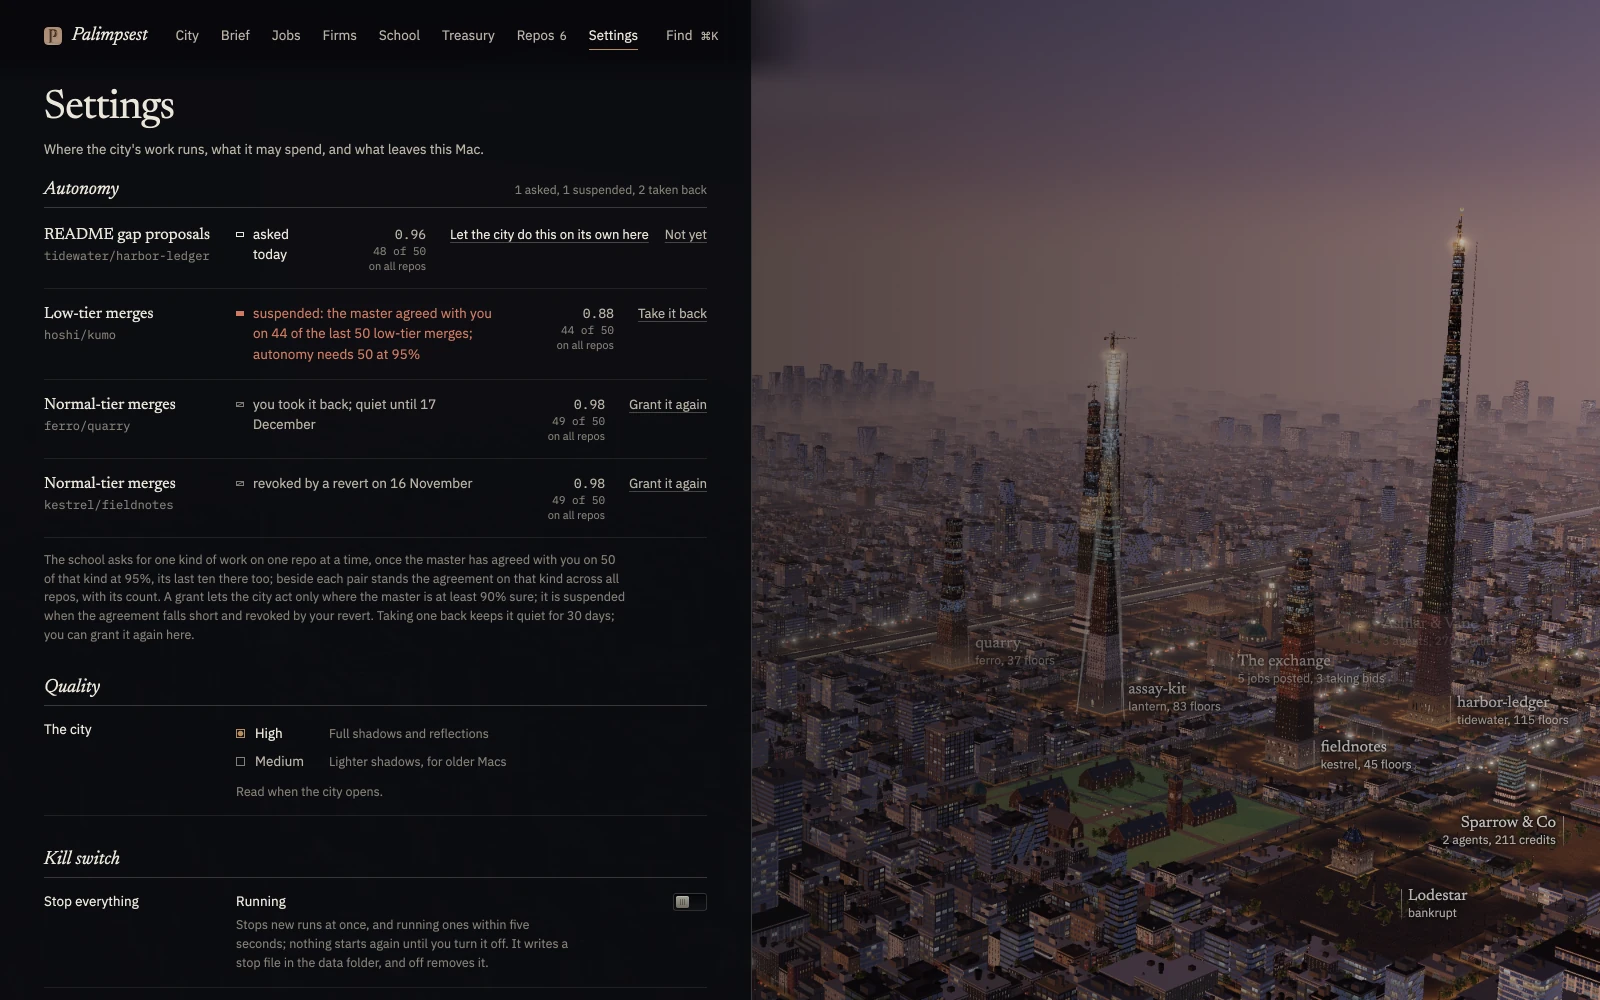 Palimpsest City Brief Jobs Firms School Treasury Repos 6 Settings Find ⌘K
Settings
Where the city's work runs, what it may spend, and what leaves this Mac.
Autonomy
1 asked, 1 suspended, 2 taken back
README gap proposals
tidewater/harbor-ledger
asked
today
0.96
48 of 50
on all repos
Let the city do this on its own here
Not yet
Low-tier merges
hoshi/kumo
suspended: the master agreed with you
on 44 of the last 50 low-tier merges;
autonomy needs 50 at 95%
0.88
44 of 50
on all repos
Take it back
Normal-tier merges
ferro/quarry
you took it back; quiet until 17
December
0.98
49 of 50
on all repos
Grant it again
Normal-tier merges
kestrel/fieldnotes
revoked by a revert on 16 November
0.98
49 of 50
on all repos
Grant it again
The school asks for one kind of work on one repo at a time, once the master has agreed with you on 50
of that kind at 95%, its last ten there too; beside each pair stands the agreement on that kind across all
repos, with its count. A grant lets the city act only where the master is at least 90% sure; it is suspended
when the agreement falls short and revoked by your revert. Taking one back keeps it quiet for 30 days;
you can grant it again here.
Quality
The city
High Full shadows and reflections
Medium Lighter shadows, for older Macs
Read when the city opens.
Kill switch
Stop everything
Running
Stops new runs at once, and running ones within five
seconds; nothing starts again until you turn it off. It writes a
stop file in the data folder, and off removes it.
quarry
ferro, 37 floors
The exchange
5 jobs posted, 3 taking bids
assay-kit
lantern, 83 floors
harbor-ledger
tidewater, 115 floors
fieldnotes
kestrel, 45 floors
Sparrow & Co
2 agents, 211 credits
Lodestar
bankrupt